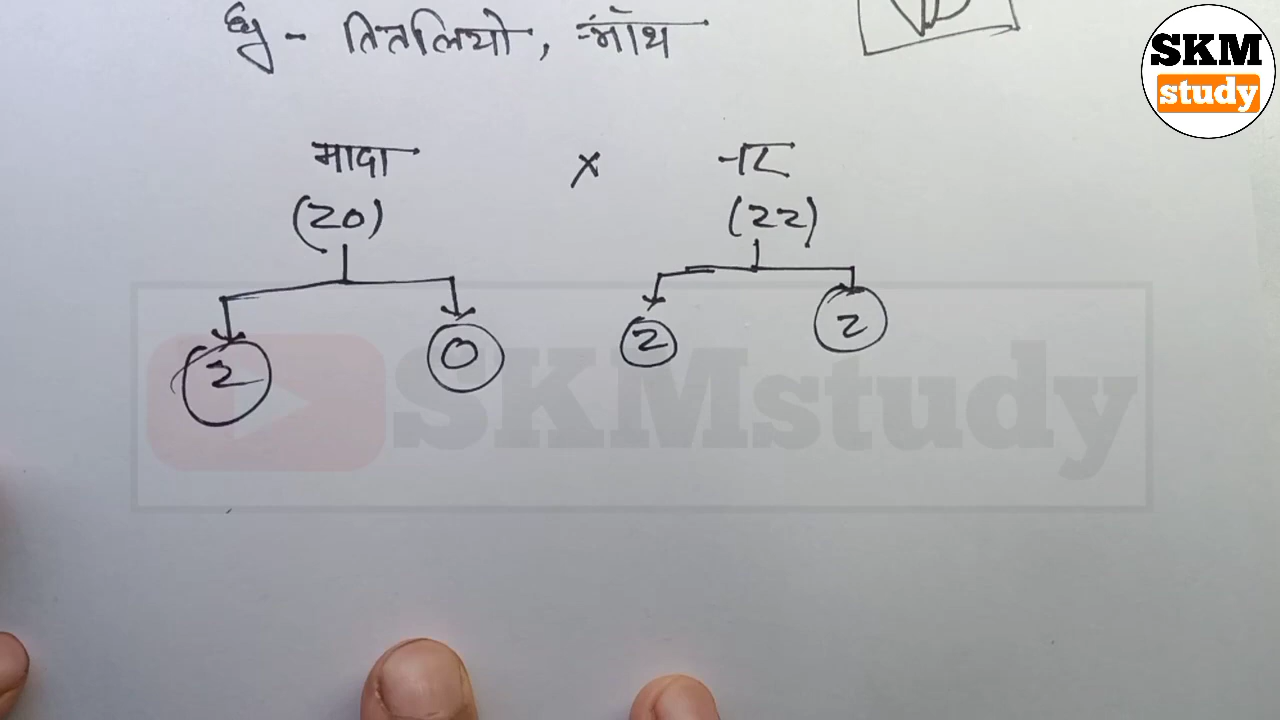 SKM
study
- तितलियो, मॉथ
मादा × नर
(ZO) (ZZ)
Z O Z Z
SKMstudy